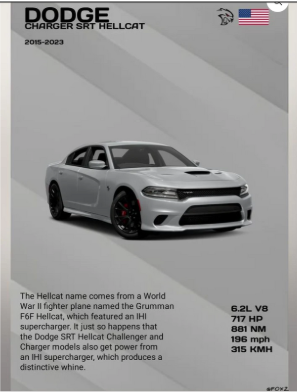 DODGE
CHARGER SRT HELLCAT
2015-2023
The Hellcat name comes from a World
War II fighter plane named the Grumman
F6F Hellcat, which featured an IHI
supercharger. It just so happens that
the Dodge SRT Hellcat Challenger and
Charger models also get power from
an IHI supercharger, which produces a
distinctive whine.
6.2L V8
717 HP
881 NM
196 mph
315 KMH